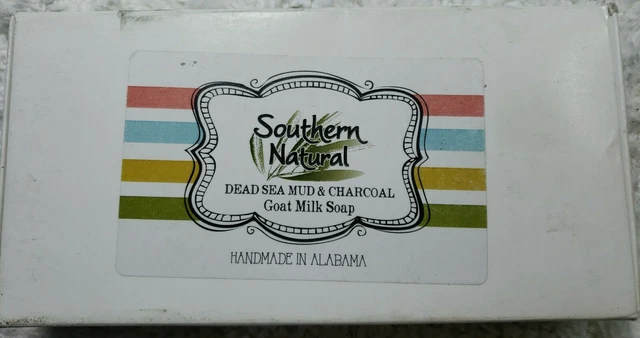 Southern
Natural
DEAD SEA MUD & CHARCOAL
Goat Milk Soap
HANDMADE IN ALABAMA